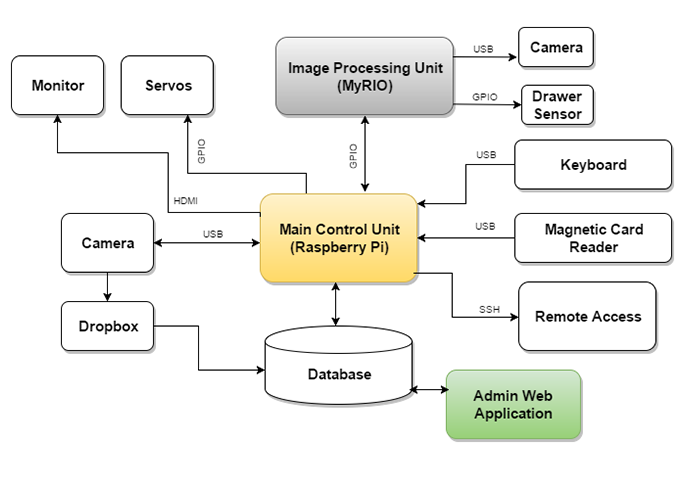 USB
Camera
Image Processing Unit
(MyRIO)
Monitor
Servos
GPIO
Drawer
Sensor
GPIO
GPIO
USB
Keyboard
HDMI
Main Control Unit
(Raspberry Pi)
USB
Magnetic Card
Reader
Camera
USB
SSH
Remote Access
Dropbox
Database
Admin Web
Application